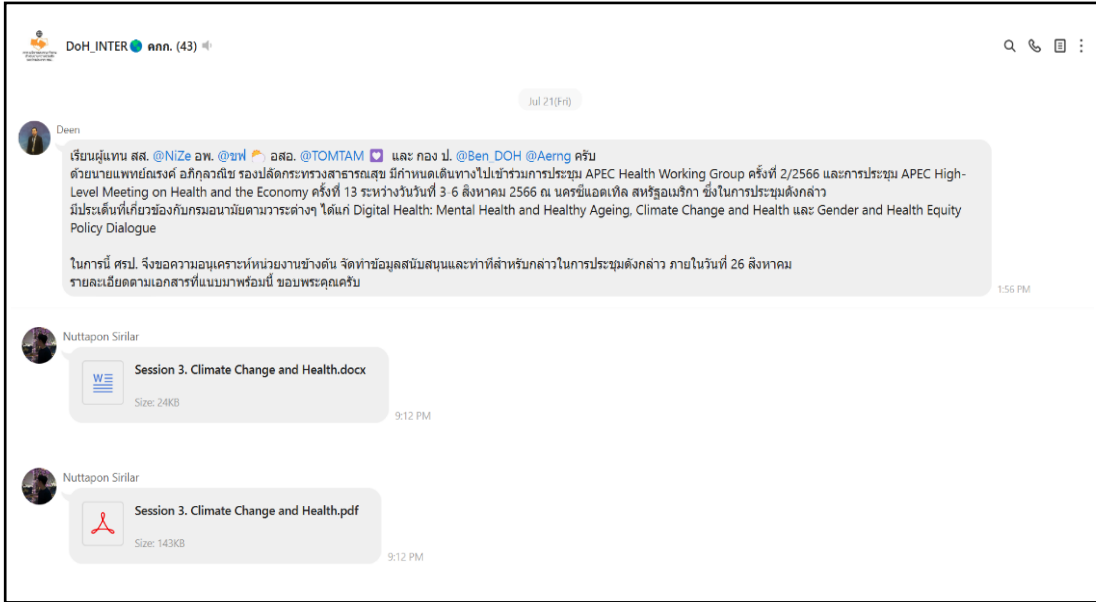 DoH_INTER🌏 คกก. (43)
Jul 21(Fri)
Deen
เรียนผู้แทน สส. @NiZe อพ. @ขฟ อสอ. @TOMTAM และ กอง ป. @Ben_DOH @Aerng ครับ
ด้วยนายแพทย์ณรงค์ อภิกุลวณิช รองปลัดกระทรวงสาธารณสุข มีกำหนดเดินทางไปเข้าร่วมการประชุม APEC Health Working Group ครั้งที่ 2/2566 และการประชุม APEC High-
Level Meeting on Health and the Economy ครั้งที่ 13 ระหว่างวันวันที่ 3-6 สิงหาคม 2566 ณ นครซีแอตเทิล สหรัฐอเมริกา ซึ่งในการประชุมดังกล่าว
มีประเด็นที่เกี่ยวข้องกับกรมอนามัยตามวาระต่างๆ ได้แก่ Digital Health: Mental Health and Healthy Ageing, Climate Change and Health และ Gender and Health Equity
Policy Dialogue
ในการนี้ ศรป. จึงขอความอนุเคราะห์หน่วยงานข้างต้น จัดทำข้อมูลสนับสนุนและท่าทีสำหรับกล่าวในการประชุมดังกล่าว ภายในวันที่ 26 สิงหาคม
รายละเอียดตามเอกสารที่แนบมาพร้อมนี้ ขอบพระคุณครับ
1:56 PM
Nuttapon Sirilar
Session 3. Climate Change and Health.docx
Size: 24KB
9:12 PM
Nuttapon Sirilar
Session 3. Climate Change and Health.pdf
Size: 143KB
9:12 PM